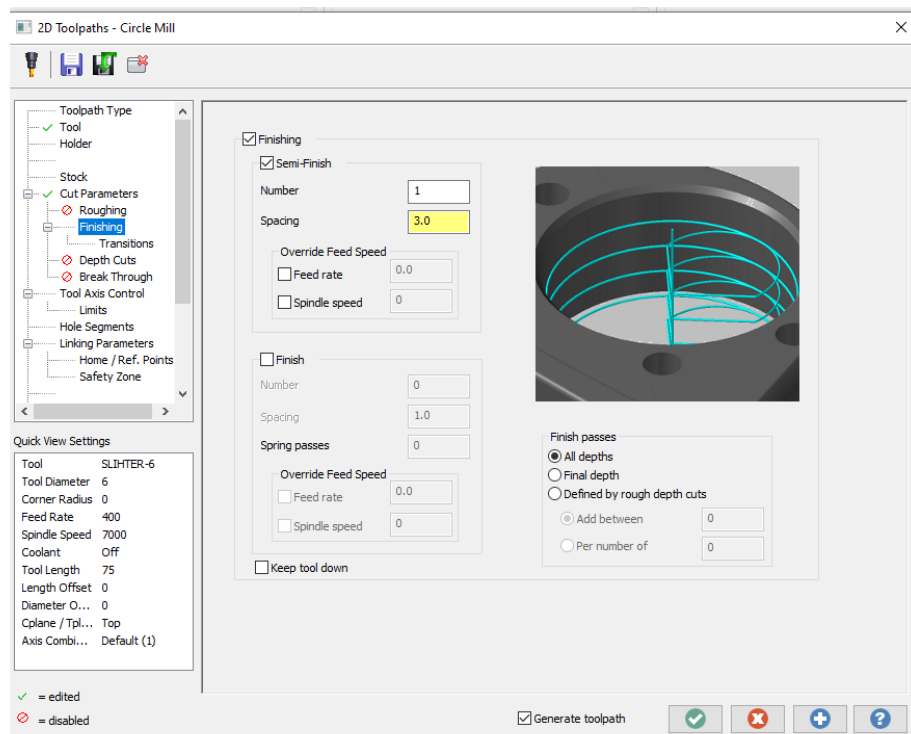 2D Toolpaths - Circle Mill
Toolpath Type
Tool
Holder
Stock
Cut Parameters
Roughing
Finishing
Transitions
Depth Cuts
Break Through
Tool Axis Control
Limits
Hole Segments
Linking Parameters
Home / Ref. Points
Safety Zone
Quick View Settings
Tool SLIHTER-6
Tool Diameter 6
Corner Radius 0
Feed Rate 400
Spindle Speed 7000
Coolant Off
Tool Length 75
Length Offset 0
Diameter O... 0
Cplane / Tpl... Top
Axis Combi... Default (1)
= edited
= disabled
Finishing
Semi-Finish
Number 1
Spacing 3.0
Override Feed Speed
Feed rate 0.0
Spindle speed 0
Finish
Number 0
Spacing 1.0
Spring passes 0
Override Feed Speed
Feed rate 0.0
Spindle speed 0
Keep tool down
Finish passes
All depths
Final depth
Defined by rough depth cuts
Add between 0
Per number of 0
Generate toolpath